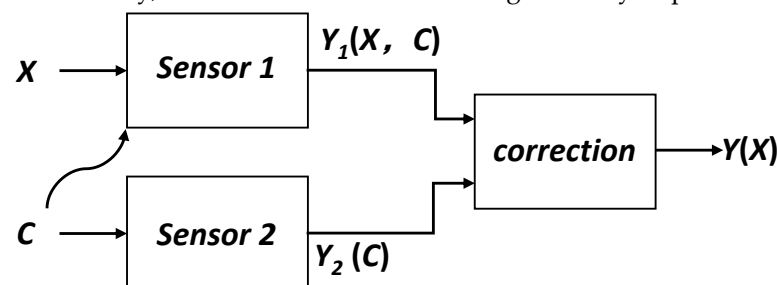 Y₁(X, C)
X
Sensor 1
correction
Y(X)
C
Sensor 2
Y₂ (C)